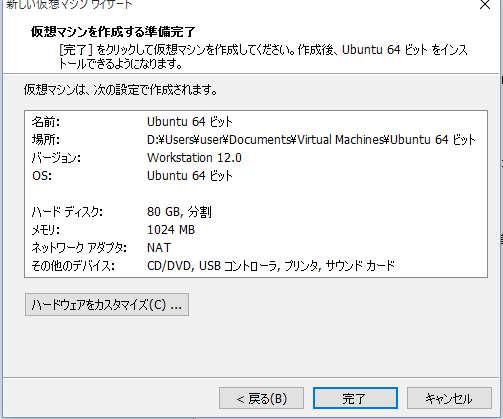 新しい仮想マシン ウィザード
仮想マシンを作成する準備完了
[完了] をクリックして仮想マシンを作成してください。作成後、Ubuntu 64 ビット をインス
トールできるようになります。
仮想マシンは、次の設定で作成されます。
名前: Ubuntu 64 ビット
場所: D:¥Users¥user¥Documents¥Virtual Machines¥Ubuntu 64 ビット
バージョン: Workstation 12.0
OS: Ubuntu 64 ビット
ハード ディスク: 80 GB, 分割
メモリ: 1024 MB
ネットワーク アダプタ: NAT
その他のデバイス: CD/DVD, USB コントローラ, プリンタ, サウンド カード
ハードウェアをカスタマイズ(C) ...
< 戻る(B) 完了 キャンセル